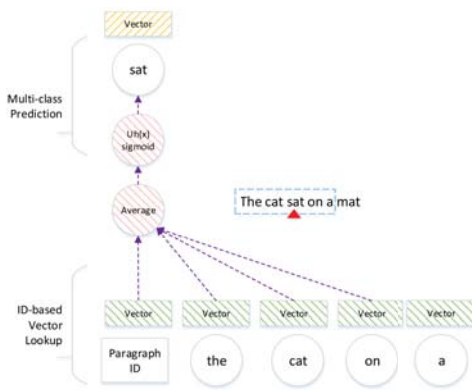 Vector
sat
Multi-class
Prediction
Uh(x)
sigmoid
Average
The cat sat on a mat
ID-based
Vector
Lookup
Vector
Vector
Vector
Vector
Vector
Paragraph
ID
the
cat
on
a